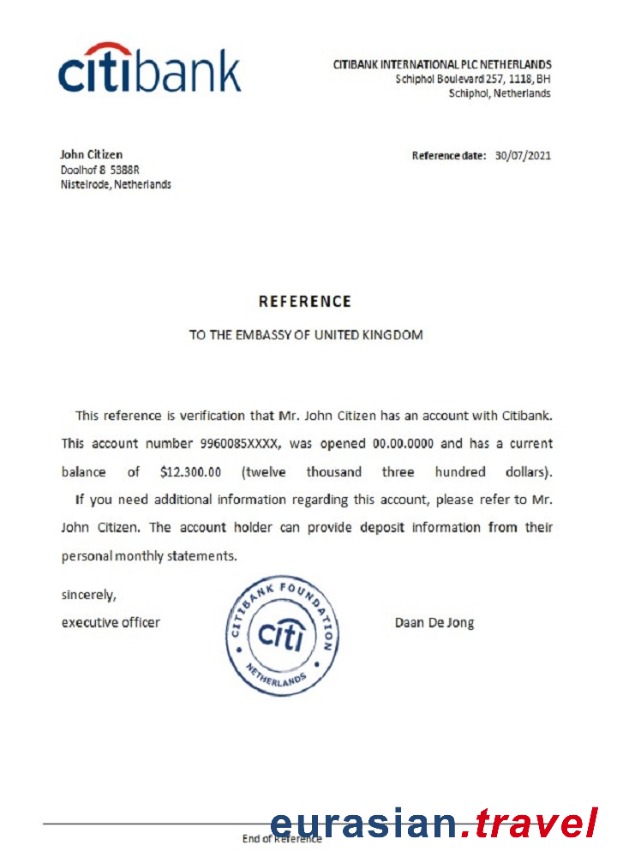 citibank
CITIBANK INTERNATIONAL PLC NETHERLANDS
Schiphol Boulevard 257, 1118, BH
Schiphol, Netherlands
John Citizen
Doolhof 8 5388R
Nistelrode, Netherlands
Reference date: 30/07/2021
REFERENCE
TO THE EMBASSY OF UNITED KINGDOM
This reference is verification that Mr. John Citizen has an account with Citibank.
This account number 9960085XXXX, was opened 00.00.0000 and has a current
balance of $12.300.00 (twelve thousand three hundred dollars).
If you need additional information regarding this account, please refer to Mr.
John Citizen. The account holder can provide deposit information from their
personal monthly statements.
sincerely,
executive officer
CITIBANK FOUNDATION
citi
NETHERLANDS
Daan De Jong
eurasian.travel
End of Reference